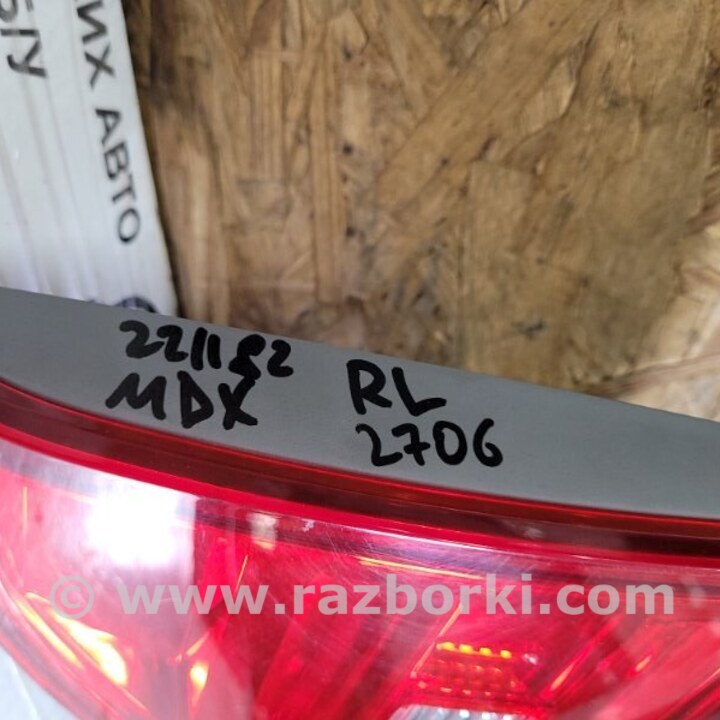 ИХ АВТО
Б/У
221182 RL
MDX 2706
© www.razborki.com